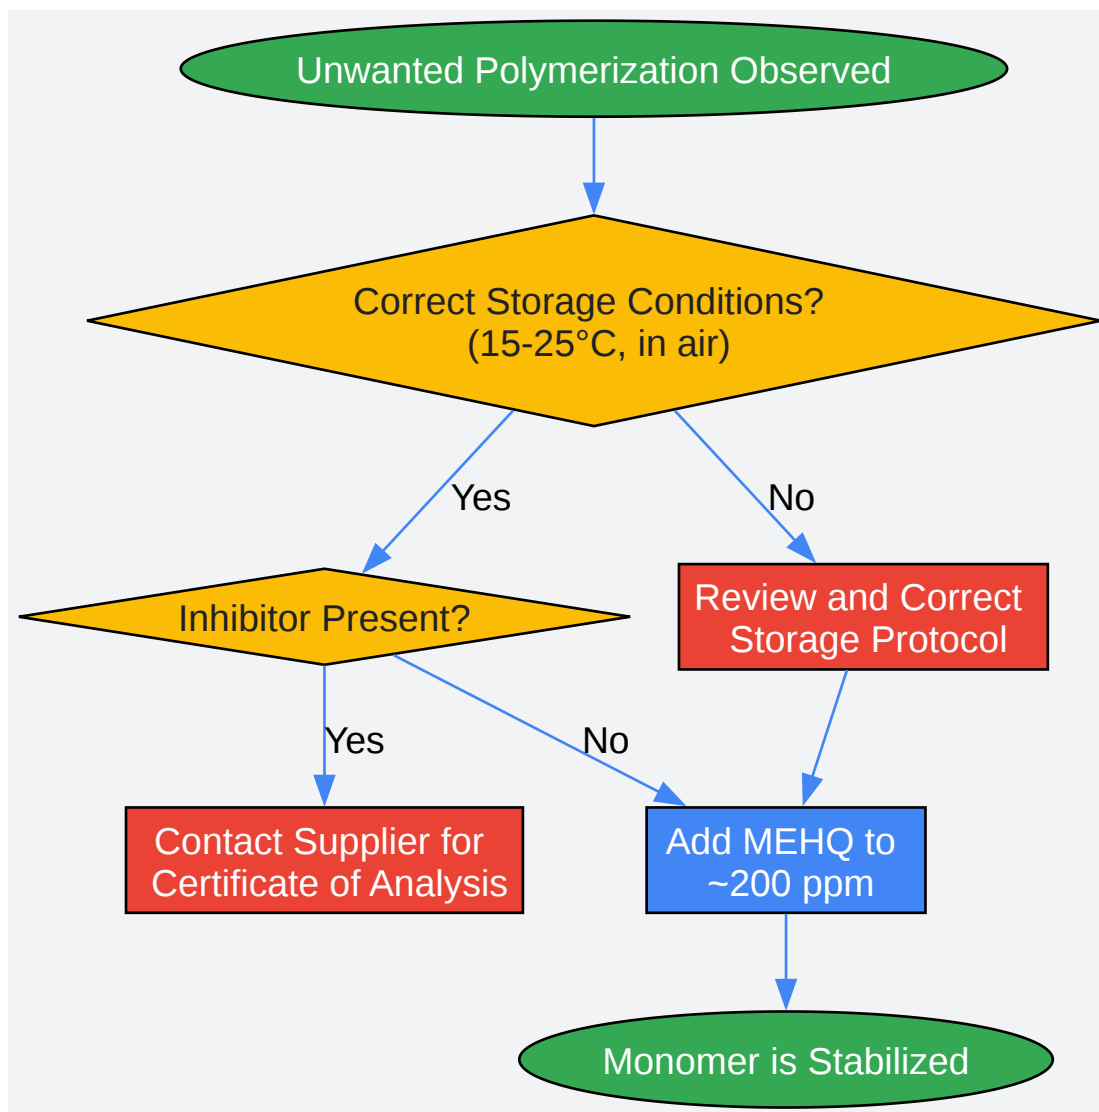 Unwanted Polymerization Observed
Correct Storage Conditions?
(15-25°C, in air)
Yes
No
Inhibitor Present?
Review and Correct
Storage Protocol
Yes
No
Contact Supplier for
Certificate of Analysis
Add MEHQ to
~200 ppm
Monomer is Stabilized